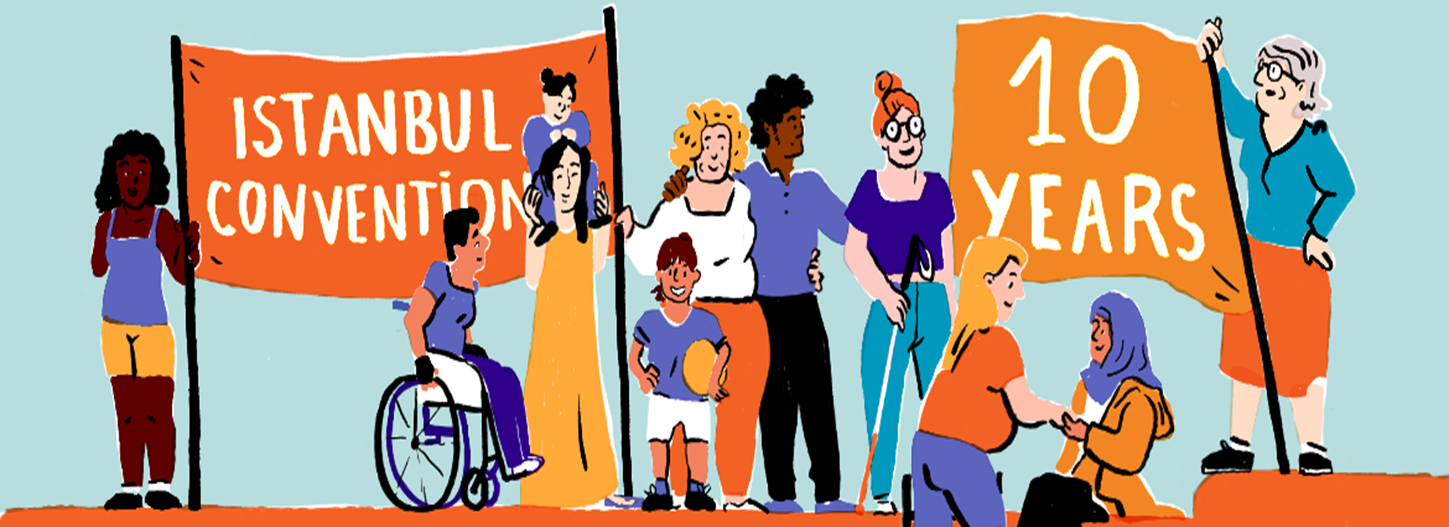 ISTANBUL
CONVENTION
10
YEARS